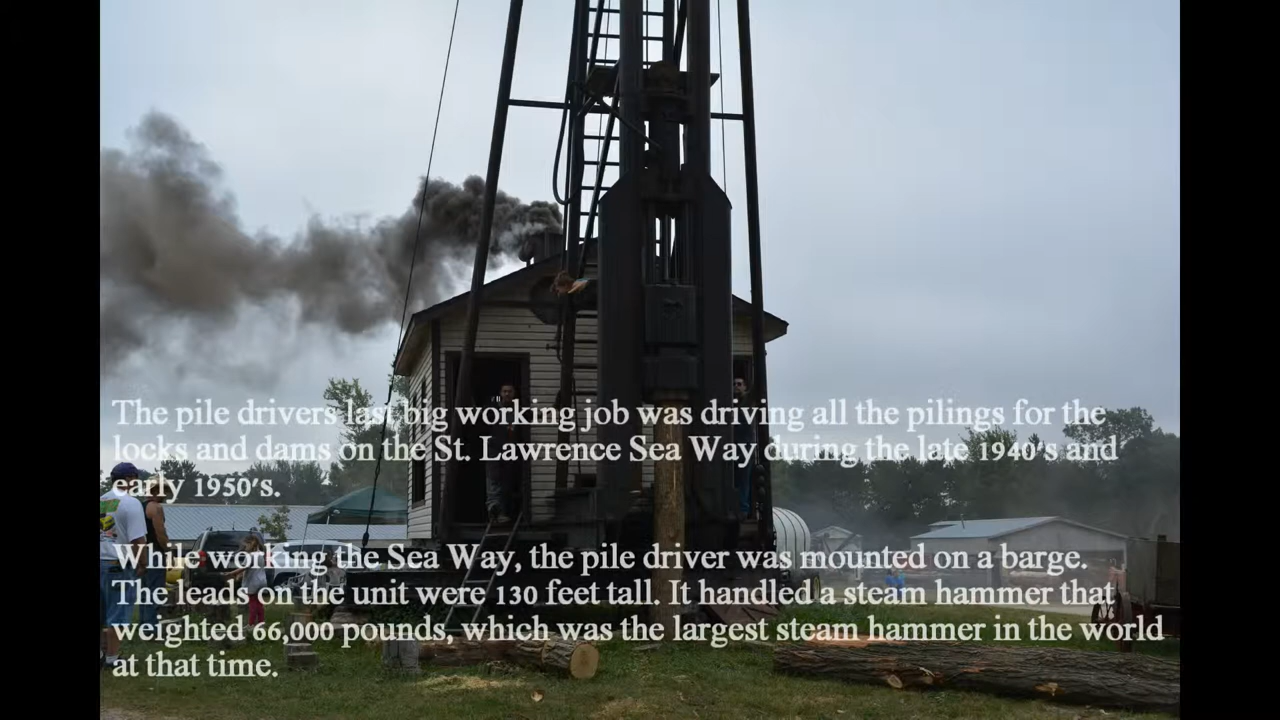 The pile drivers last big working job was driving all the pilings for the
locks and dams on the St. Lawrence Sea Way during the late 1940's and
early 1950's.
While working the Sea Way, the pile driver was mounted on a barge.
The leads on the unit were 130 feet tall. It handled a steam hammer that
weighted 66,000 pounds, which was the largest steam hammer in the world
at that time.